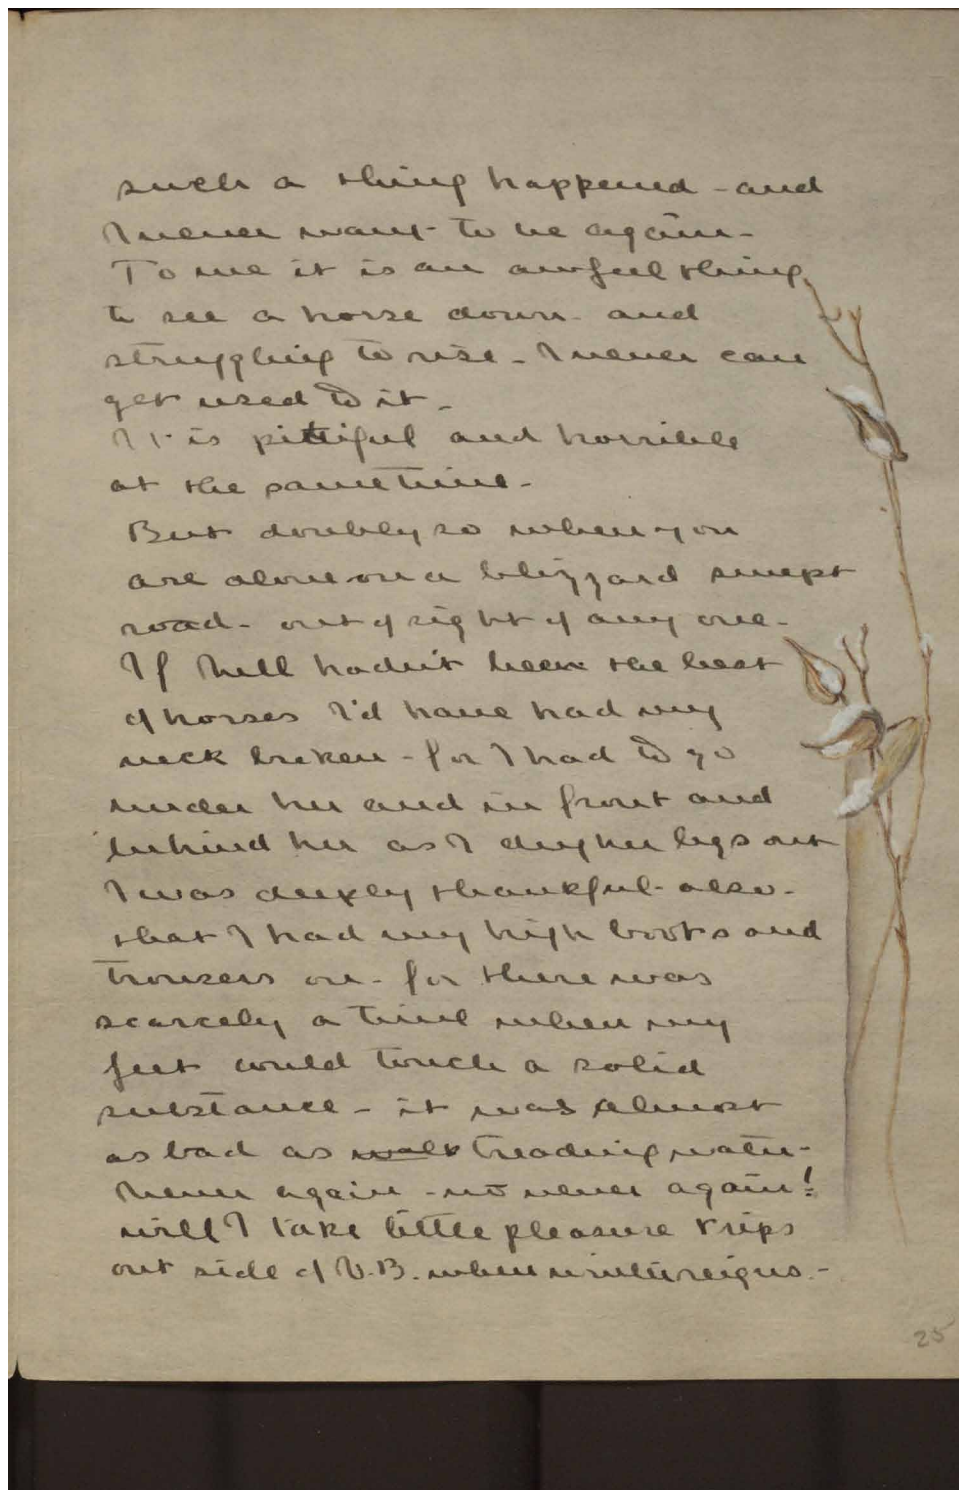 such a thing happened - and
I never want to be again -
To me it is an awful thing
to see a horse down - and
struggling to rise - I never can
get used to it -
It is pittiful and horrible
at the same time -
But doubly so when you
are alone on a blizzard swept
road - out of sight of any one -
If Nell hadn't been the best
of horses I'd have had my
neck broken - for I had to go
under her and in front and
behind her as I dug her legs out
I was deeply thankful - also -
that I had my high boots and
trousers on - for there was
scarcely a time when my
feet could touch a solid
substance - it was almost
as bad as walk treading water -
Never again - no never again!
will I take little pleasure trips
out side of V.B. when winter reigns. -
25